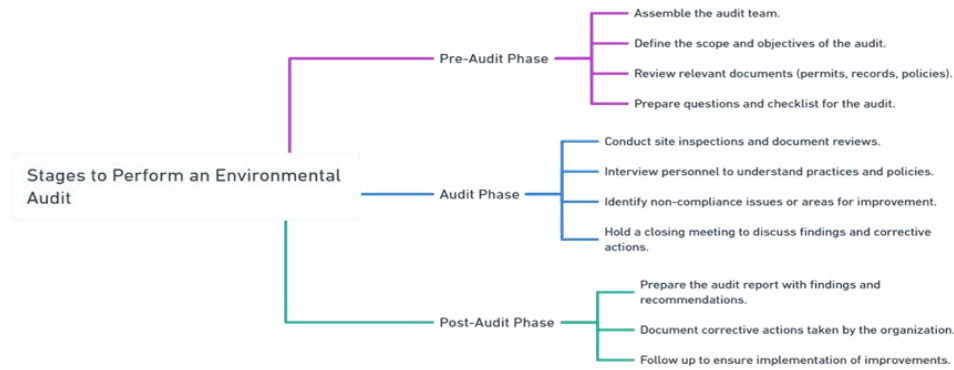 Stages to Perform an Environmental
Audit
Pre-Audit Phase
Assemble the audit team.
Define the scope and objectives of the audit.
Review relevant documents (permits, records, policies).
Prepare questions and checklist for the audit.
Audit Phase
Conduct site inspections and document reviews.
Interview personnel to understand practices and policies.
Identify non-compliance issues or areas for improvement.
Hold a closing meeting to discuss findings and corrective
actions.
Post-Audit Phase
Prepare the audit report with findings and
recommendations.
Document corrective actions taken by the organization.
Follow up to ensure implementation of improvements.